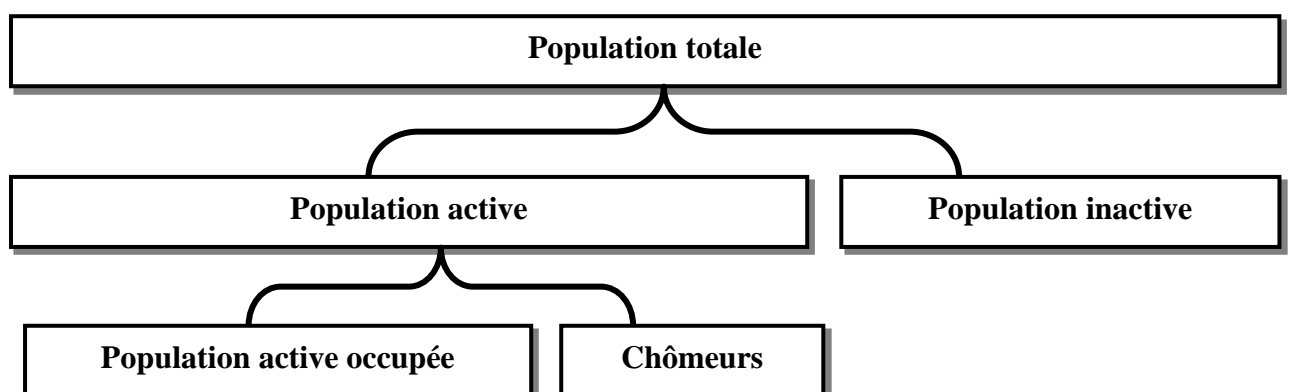 Population totale
Population active
Population inactive
Population active occupée
Chômeurs